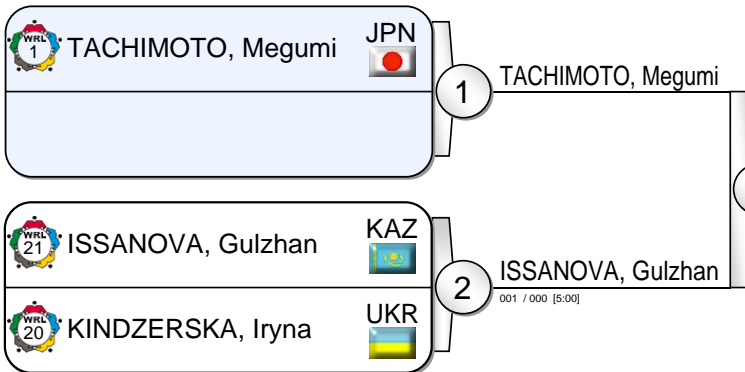 WRL
1
TACHIMOTO, Megumi
JPN
1
TACHIMOTO, Megumi
WRL
21
ISSANOVA, Gulzhan
KAZ
2
ISSANOVA, Gulzhan
001 / 000 [5:00]
WRL
20
KINDZERSKA, Iryna
UKR